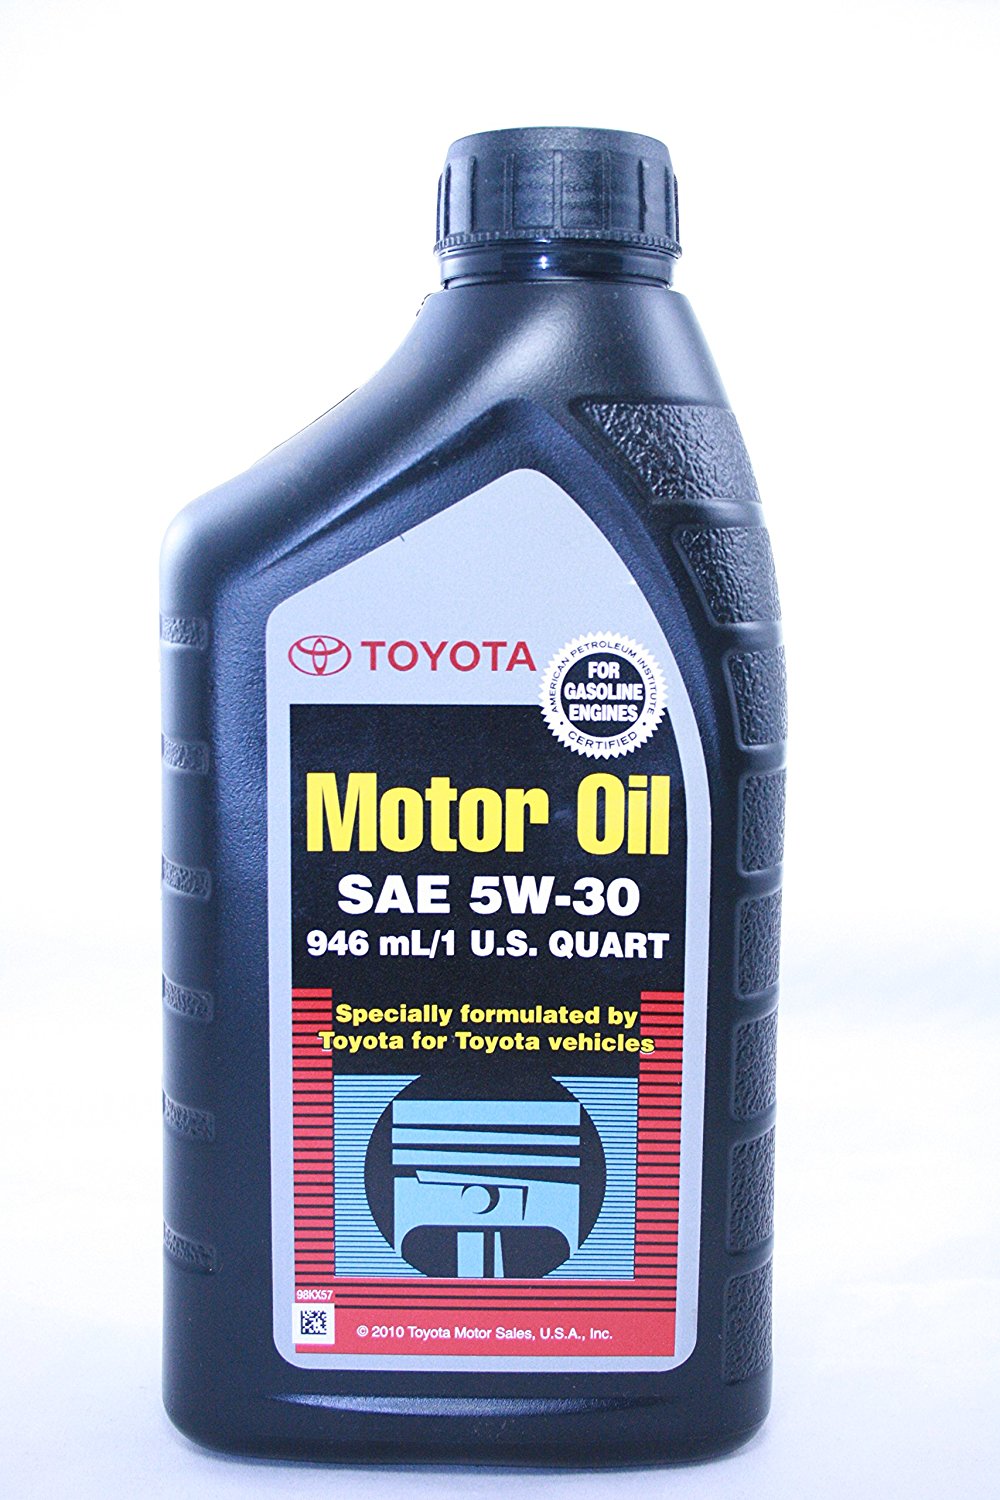 TOYOTA
AMERICAN PETROLEUM INSTITUTE
FOR
GASOLINE
ENGINES
• CERTIFIED •
Motor Oil
SAE 5W-30
946 mL/1 U.S. QUART
Specially formulated by
Toyota for Toyota vehicles
98KX57
© 2010 Toyota Motor Sales, U.S.A., Inc.